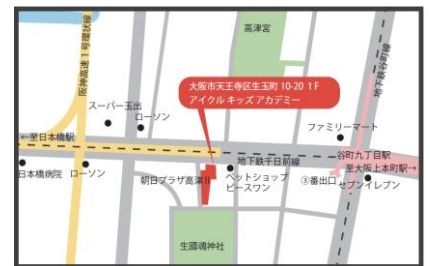 高津宮
阪神高速1号環状線
地下鉄谷町線
大阪市天王寺区生玉町 10-20 1F
アイクル キッズ アカデミー
スーパー玉出
ローソン
ファミリーマート
←至日本橋駅
地下鉄千日前線
谷町九丁目駅
至大阪上本町駅→
日本橋病院
ローソン
朝日プラザ高津Ⅱ
ペットショップ
ピースワン
③番出口
セブンイレブン
生國魂神社